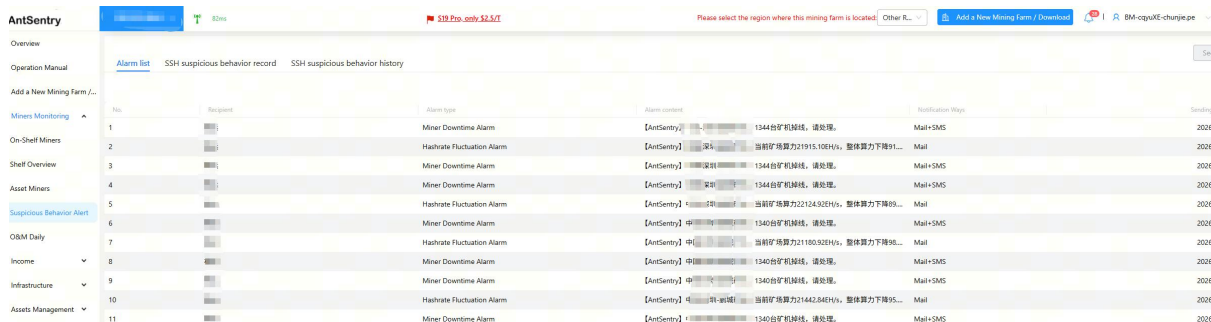 AntSentry
82ms
S19 Pro, only $2.5/T
Please select the region where this mining farm is located: Other R...
Add a New Mining Farm / Download
BM-cqyuXE-chunjie.pe
Overview
Operation Manual
Add a New Mining Farm /...
Miners Monitoring
On-Shelf Miners
Shelf Overview
Asset Miners
Suspicious Behavior Alert
O&M Daily
Income
Infrastructure
Assets Management
Alarm list SSH suspicious behavior record SSH suspicious behavior history
No. Recipient Alarm type Alarm content Notification Ways Sending
1 Miner Downtime Alarm 【AntSentry】 1344台矿机掉线，请处理。 Mail+SMS 2026
2 Hashrate Fluctuation Alarm 【AntSentry】 深 当前矿场算力21915.10EH/s，整体算力下降91.... Mail 2026
3 Miner Downtime Alarm 【AntSentry】 深圳 1344台矿机掉线，请处理。 Mail+SMS 2026
4 Miner Downtime Alarm 【AntSentry】 深圳 1344台矿机掉线，请处理。 Mail+SMS 2026
5 Hashrate Fluctuation Alarm 【AntSentry】 圳 当前矿场算力22124.92EH/s，整体算力下降89.... Mail 2026
6 Miner Downtime Alarm 【AntSentry】中 1340台矿机掉线，请处理。 Mail+SMS 2026
7 Hashrate Fluctuation Alarm 【AntSentry】中 当前矿场算力21180.92EH/s，整体算力下降98.... Mail 2026
8 Miner Downtime Alarm 【AntSentry】中国 1340台矿机掉线，请处理。 Mail+SMS 2026
9 Miner Downtime Alarm 【AntSentry】中 1340台矿机掉线，请处理。 Mail+SMS 2026
10 Hashrate Fluctuation Alarm 【AntSentry】中 圳-鹏城 当前矿场算力21442.84EH/s，整体算力下降95.... Mail 2026
11 Miner Downtime Alarm 【AntSentry】 1340台矿机掉线，请处理。 Mail+SMS 2026